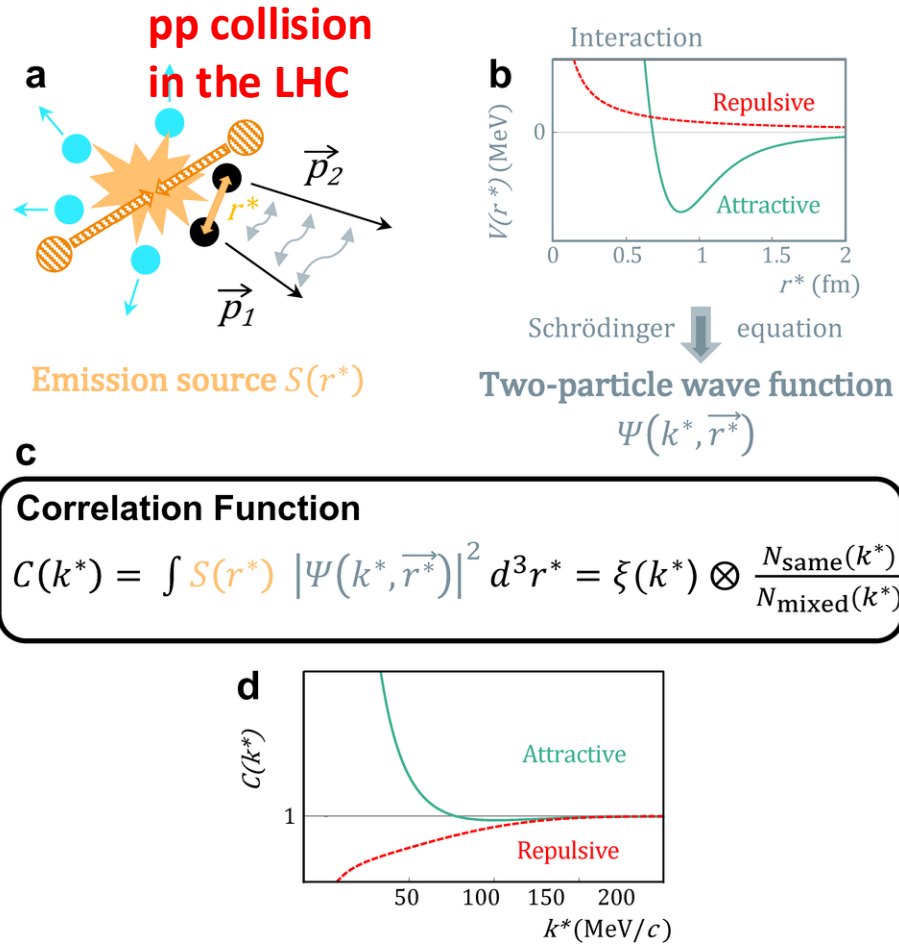 pp collision
in the LHC
a
p₂
r*
p₁
Emission source S(r*)
b
Interaction
V(r*) (MeV)
0
Repulsive
Attractive
0 0.5 1 1.5 2
r* (fm)
Schrödinger equation
Two-particle wave function
Ψ(k*, r*)
c
Correlation Function
C(k*) = ∫ S(r*) |Ψ(k*, r*)|² d³r* = ξ(k*) ⊗ N_same(k*) / N_mixed(k*)
d
C(k*)
1
Attractive
Repulsive
50 100 150 200
k*(MeV/c)